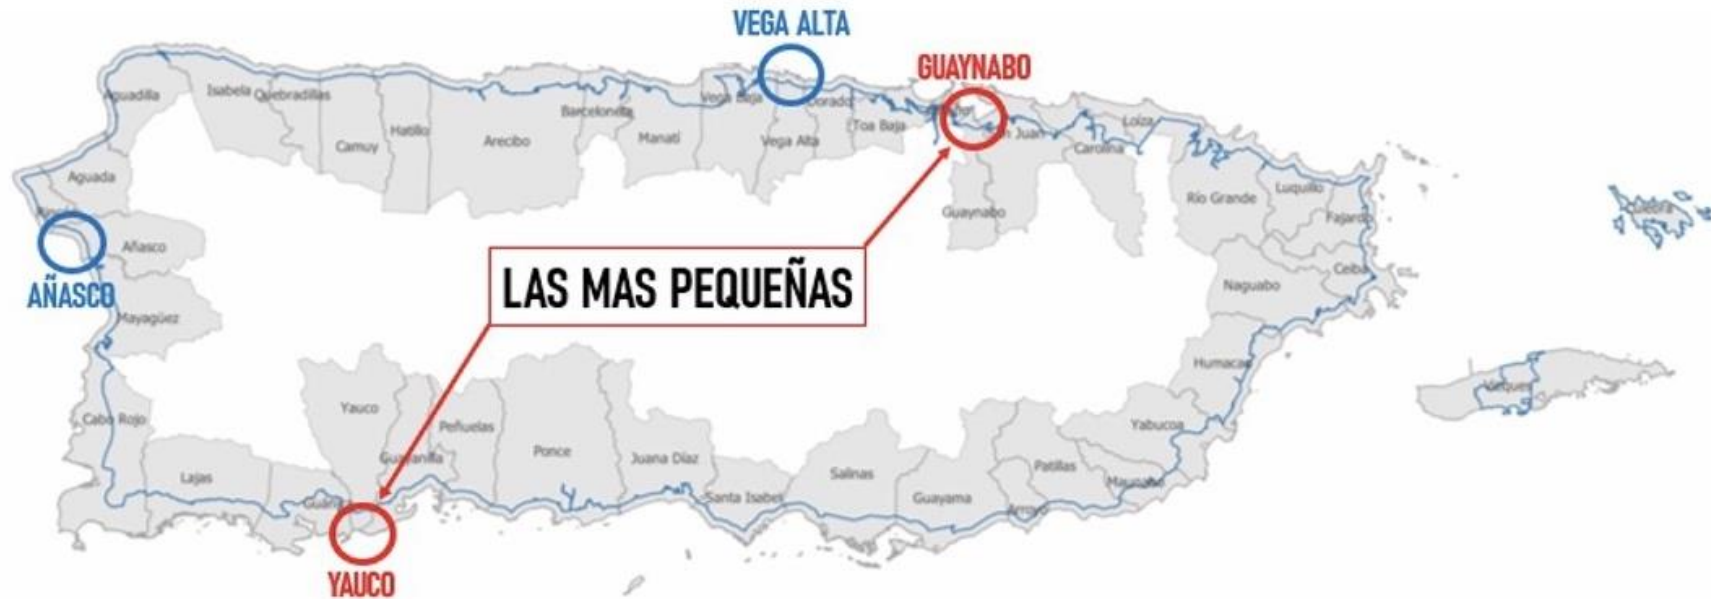 VEGA ALTA
GUAYNABO
Aguadilla
Isabela
Quebradillas
Camuy
Hatillo
Arecibo
Barceloneta
Manatí
Vega Baja
Vega Alta
Dorado
Toa Baja
San Juan
Carolina
Loiza
Aguada
Guaynabo
Río Grande
Luquillo
Fajardo
Culebra
Añasco
AÑASCO
Mayagüez
LAS MAS PEQUEÑAS
Ceiba
Naguabo
Humacao
Vieques
Cabo Rojo
Yauco
Peñuelas
Guayanilla
Ponce
Juana Díaz
Yabucoa
Lajas
Salinas
Patillas
Maunabo
Santa Isabel
Guayama
Arroyo
YAUCO